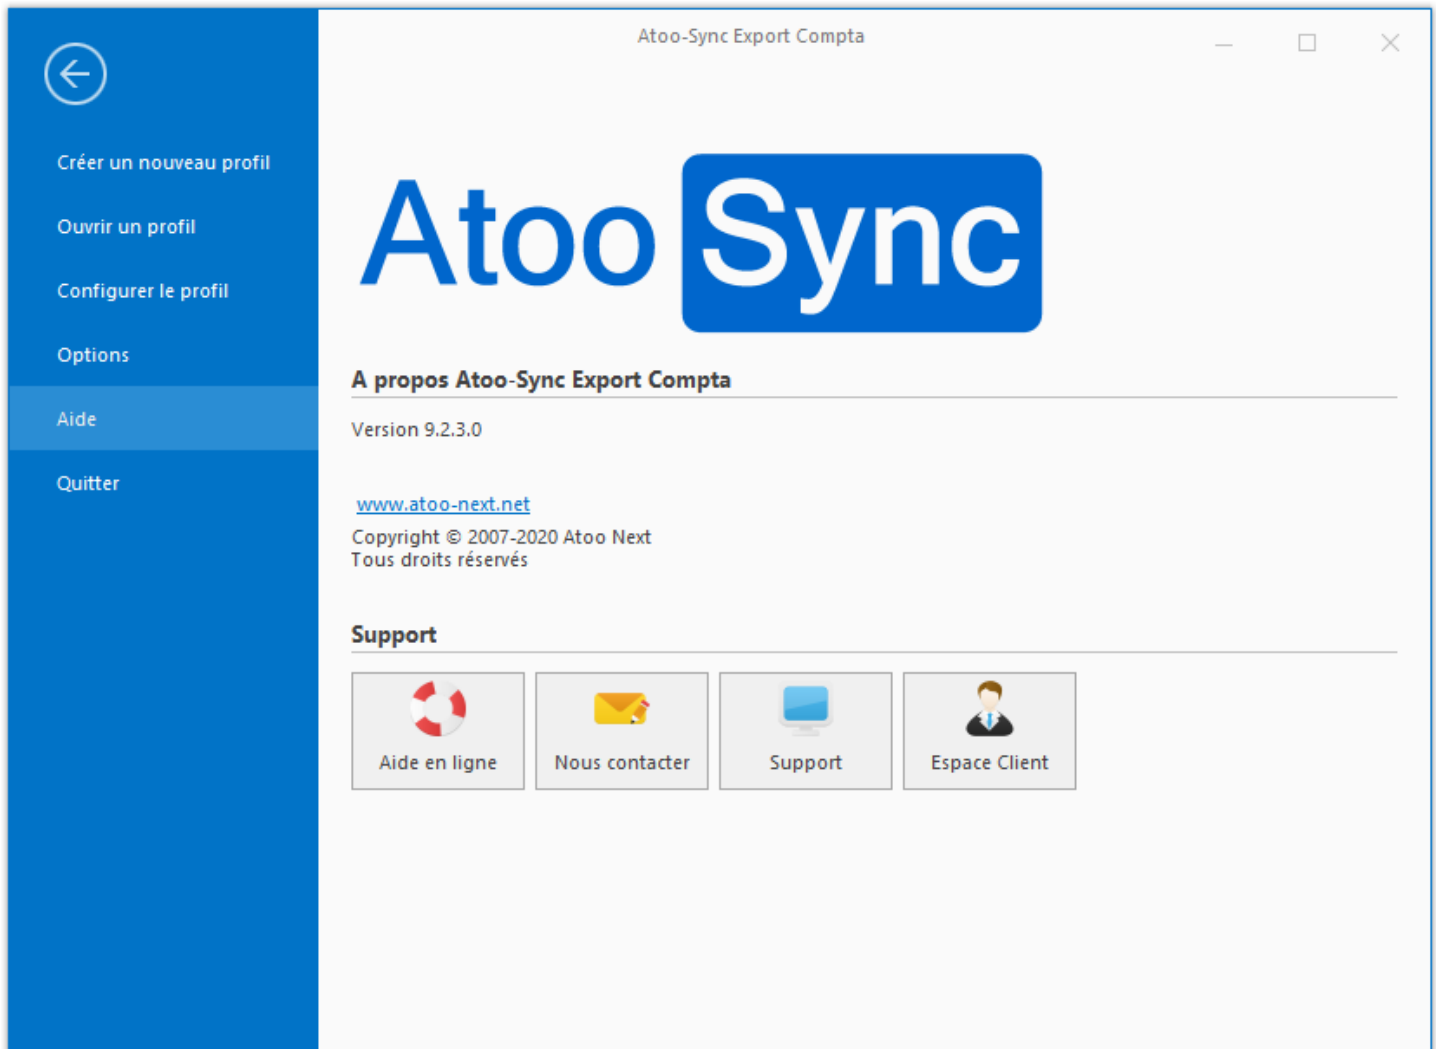 Atoo-Sync Export Compta
Créer un nouveau profil
Ouvrir un profil
Configurer le profil
Options
Aide
Quitter
Atoo Sync
A propos Atoo-Sync Export Compta
Version 9.2.3.0
www.atoo-next.net
Copyright © 2007-2020 Atoo Next
Tous droits réservés
Support
Aide en ligne
Nous contacter
Support
Espace Client